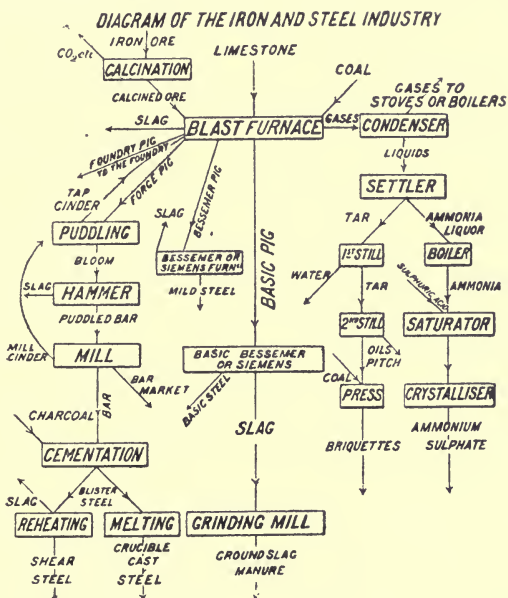 DIAGRAM OF THE IRON AND STEEL INDUSTRY
IRON ORE
LIMESTONE
COAL
CALCINATION
CALCINED ORE
GASES TO
STOVES OR BOILERS
SLAG
BLAST FURNACE
GASES
CONDENSER
FOUNDRY PIG
TO THE FOUNDRY
LIQUIDS
TAP
CINDER
FORGE PIG
BESSEMER PIG
SETTLER
PUDDLING
SLAG
TAR
AMMONIA
LIQUOR
BLOOM
BESSEMER OR
SIEMENS FURNCE
BASIC PIG
1ST STILL
BOILER
SLAG
HAMMER
MILD STEEL
WATER
TAR
SULPHURIC ACID
AMMONIA
PUDDLED BAR
2ND STILL
SATURATOR
MILL
CINDER
MILL
BASIC BESSEMER
OR SIEMENS
OILS
PITCH
BAR
MARKET
BASIC STEEL
COAL
PRESS
CRYSTALLISER
CHARCOAL
BAR
SLAG
BRIQUETTES
AMMONIUM
SULPHATE
CEMENTATION
SLAG
BLISTER
STEEL
REHEATING
MELTING
GRINDING MILL
SHEAR
STEEL
CRUCIBLE
CAST
STEEL
GROUND SLAG
MANURE